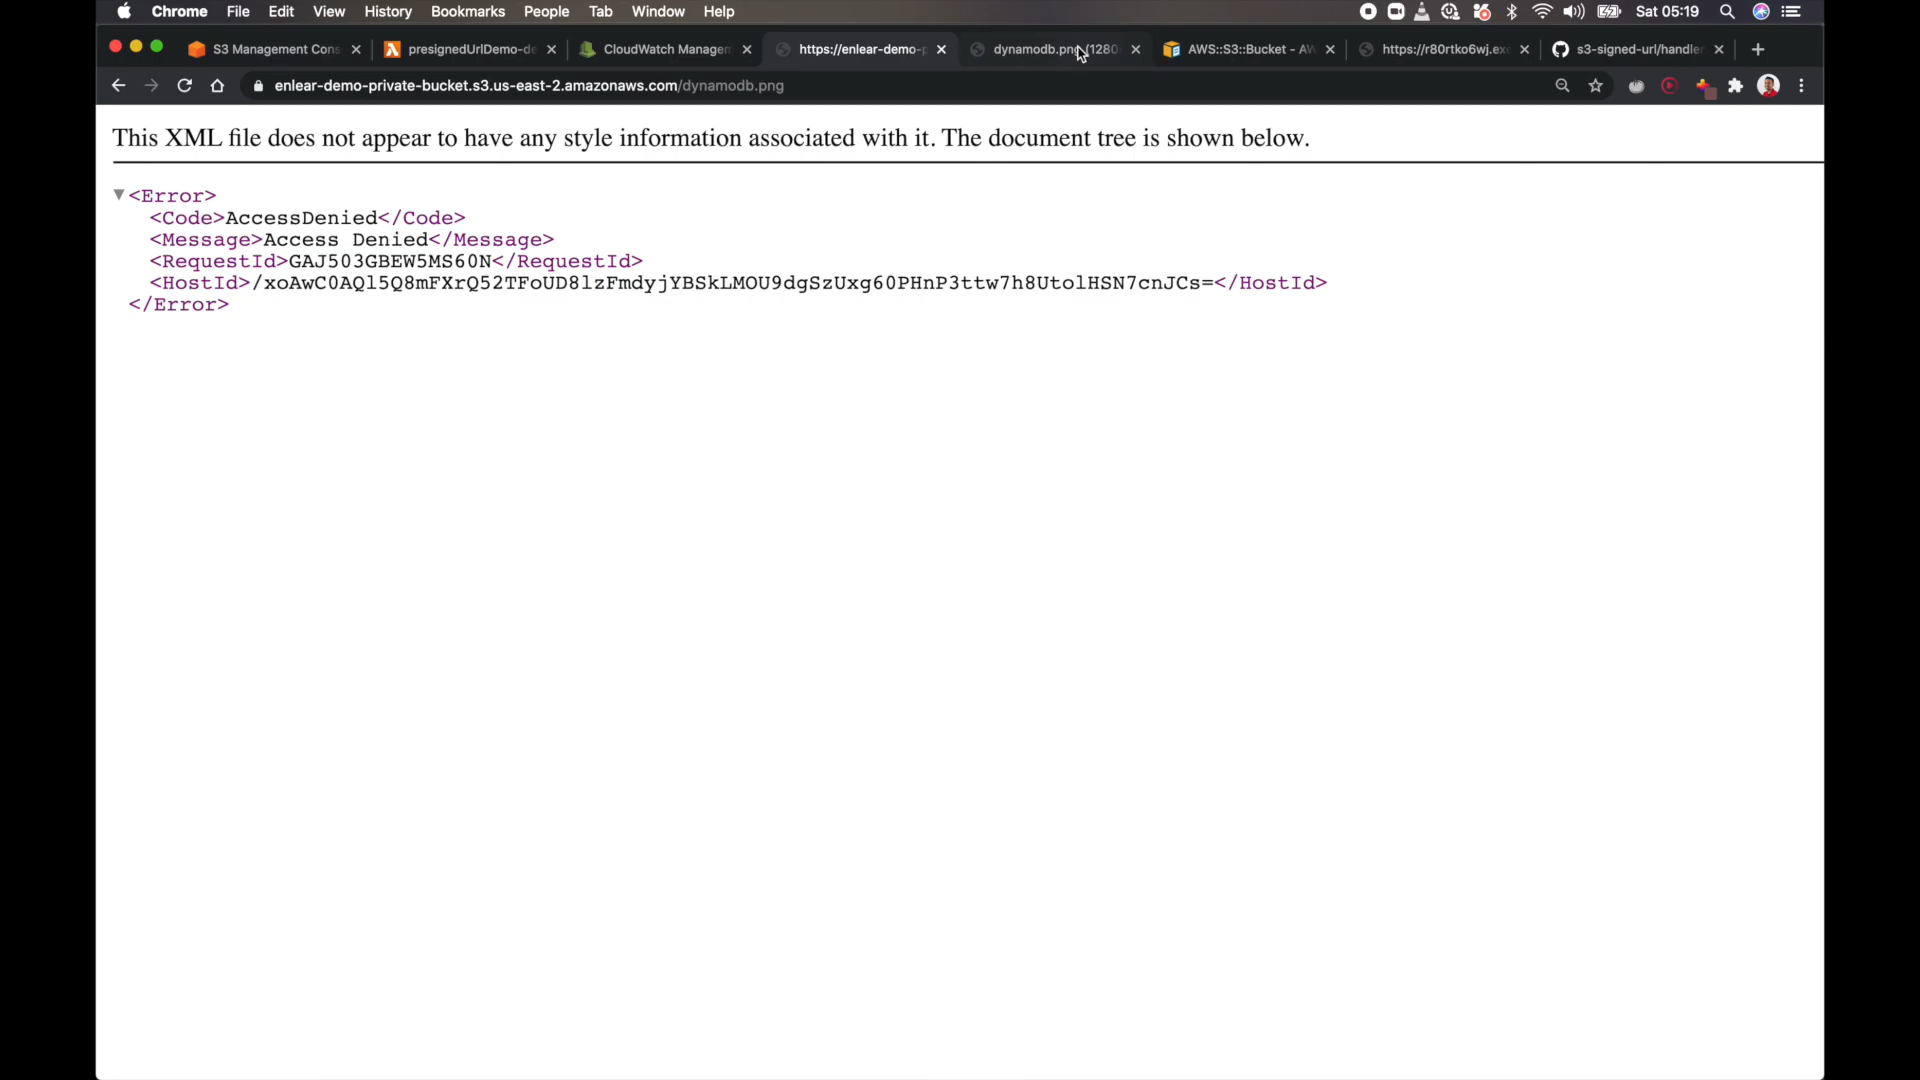 Chrome File Edit View History Bookmarks People Tab Window Help Sat 05:19
S3 Management Cons presignedUrlDemo-de CloudWatch Managem https://enlear-demo-p dynamodb.png (1280 AWS::S3::Bucket - AW https://r80rtko6wj.exe s3-signed-url/handler
enlear-demo-private-bucket.s3.us-east-2.amazonaws.com/dynamodb.png
This XML file does not appear to have any style information associated with it. The document tree is shown below.
<Error>
<Code>AccessDenied</Code>
<Message>Access Denied</Message>
<RequestId>GAJ503GBEW5MS60N</RequestId>
<HostId>/xoAwC0AQl5Q8mFXrQ52TFoUD8lzFmdyjYBSkLMOU9dgSzUxg60PHnP3ttw7h8UtolHSN7cnJCs=</HostId>
</Error>